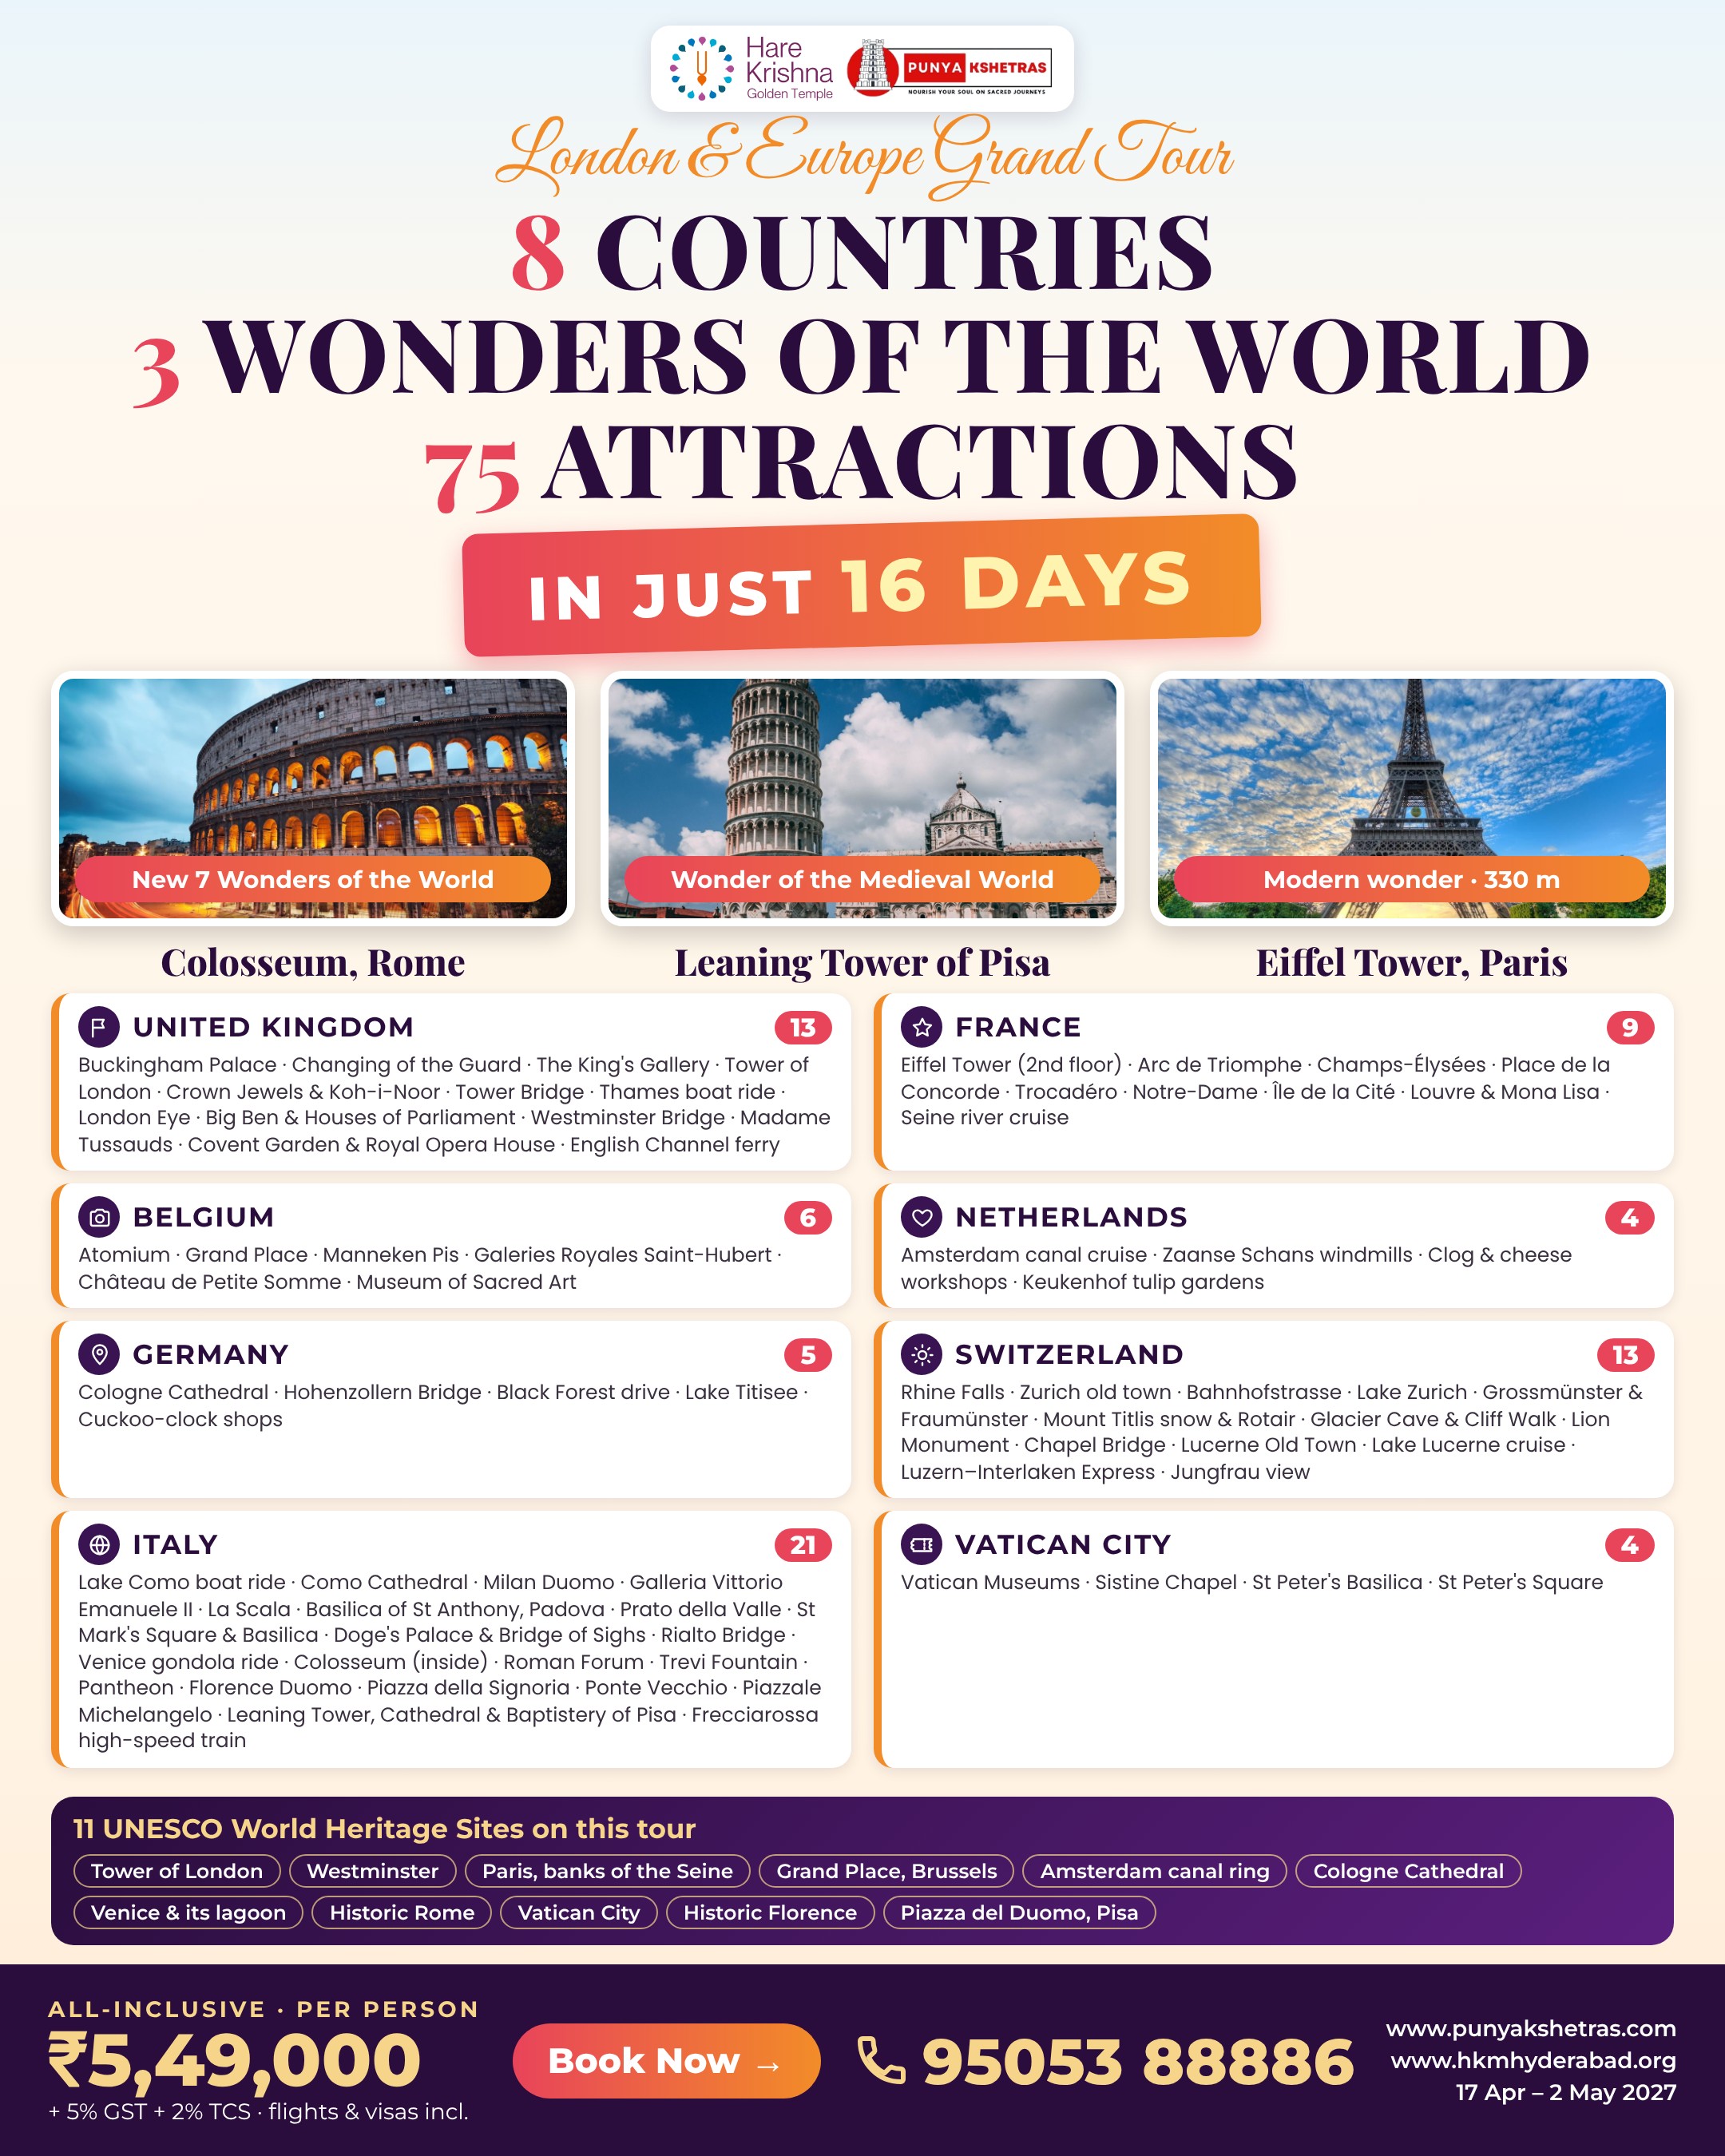 Hare
Krishna
Golden Temple
PUNYA KSHETRAS
NOURISH YOUR SOUL ON SACRED JOURNEYS
London & Europe Grand Tour
8 COUNTRIES
3 WONDERS OF THE WORLD
75 ATTRACTIONS
IN JUST 16 DAYS
New 7 Wonders of the World
Wonder of the Medieval World
Modern wonder · 330 m
Colosseum, Rome
Leaning Tower of Pisa
Eiffel Tower, Paris
UNITED KINGDOM 13
Buckingham Palace · Changing of the Guard · The King's Gallery · Tower of
London · Crown Jewels & Koh-i-Noor · Tower Bridge · Thames boat ride ·
London Eye · Big Ben & Houses of Parliament · Westminster Bridge · Madame
Tussauds · Covent Garden & Royal Opera House · English Channel ferry
FRANCE 9
Eiffel Tower (2nd floor) · Arc de Triomphe · Champs-Élysées · Place de la
Concorde · Trocadéro · Notre-Dame · Île de la Cité · Louvre & Mona Lisa ·
Seine river cruise
BELGIUM 6
Atomium · Grand Place · Manneken Pis · Galeries Royales Saint-Hubert ·
Château de Petite Somme · Museum of Sacred Art
NETHERLANDS 4
Amsterdam canal cruise · Zaanse Schans windmills · Clog & cheese
workshops · Keukenhof tulip gardens
GERMANY 5
Cologne Cathedral · Hohenzollern Bridge · Black Forest drive · Lake Titisee ·
Cuckoo-clock shops
SWITZERLAND 13
Rhine Falls · Zurich old town · Bahnhofstrasse · Lake Zurich · Grossmünster &
Fraumünster · Mount Titlis snow & Rotair · Glacier Cave & Cliff Walk · Lion
Monument · Chapel Bridge · Lucerne Old Town · Lake Lucerne cruise ·
Luzern–Interlaken Express · Jungfrau view
ITALY 21
Lake Como boat ride · Como Cathedral · Milan Duomo · Galleria Vittorio
Emanuele II · La Scala · Basilica of St Anthony, Padova · Prato della Valle · St
Mark's Square & Basilica · Doge's Palace & Bridge of Sighs · Rialto Bridge ·
Venice gondola ride · Colosseum (inside) · Roman Forum · Trevi Fountain ·
Pantheon · Florence Duomo · Piazza della Signoria · Ponte Vecchio · Piazzale
Michelangelo · Leaning Tower, Cathedral & Baptistery of Pisa · Frecciarossa
high-speed train
VATICAN CITY 4
Vatican Museums · Sistine Chapel · St Peter's Basilica · St Peter's Square
11 UNESCO World Heritage Sites on this tour
Tower of London Westminster Paris, banks of the Seine Grand Place, Brussels Amsterdam canal ring Cologne Cathedral
Venice & its lagoon Historic Rome Vatican City Historic Florence Piazza del Duomo, Pisa
ALL-INCLUSIVE · PER PERSON
₹5,49,000
+ 5% GST + 2% TCS · flights & visas incl.
Book Now →
95053 88886
www.punyakshetras.com
www.hkmhyderabad.org
17 Apr – 2 May 2027